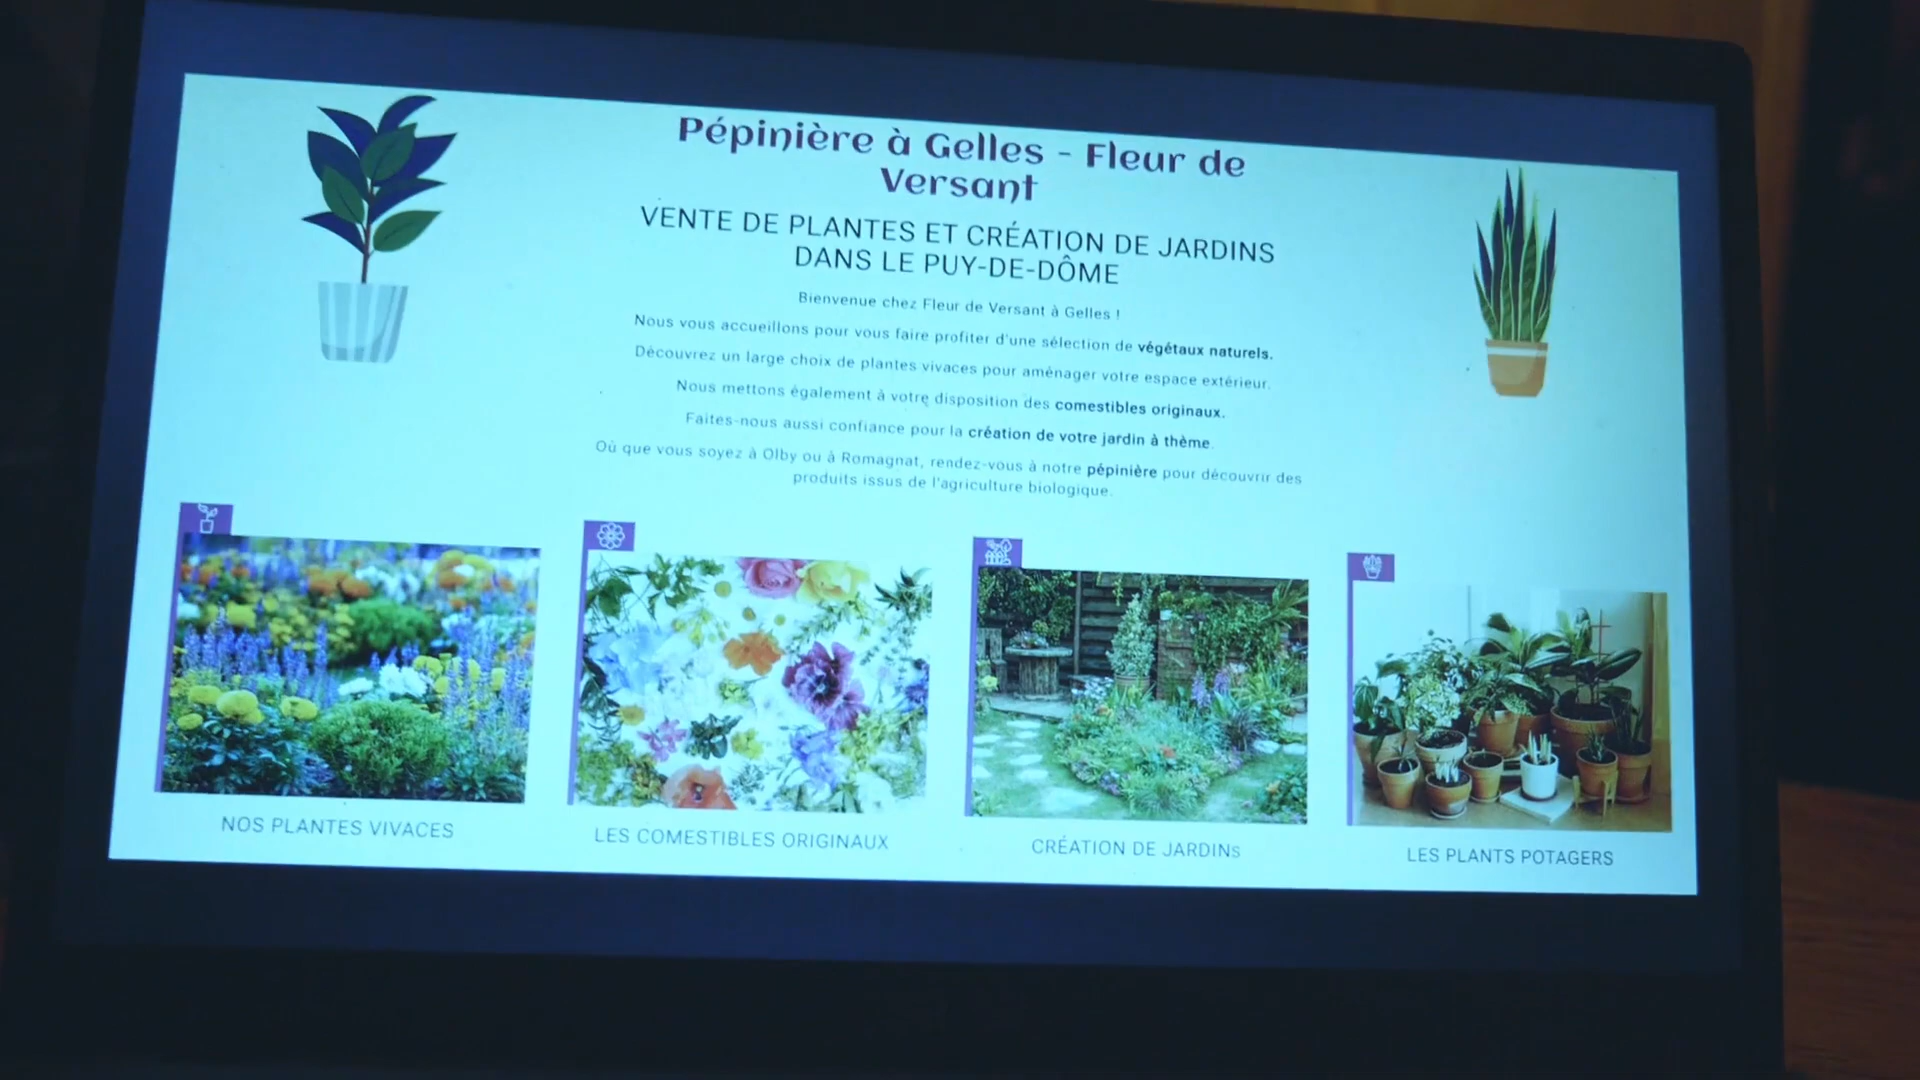 Pépinière à Gelles - Fleur de
Versant
VENTE DE PLANTES ET CRÉATION DE JARDINS
DANS LE PUY-DE-DÔME
Bienvenue chez Fleur de Versant à Gelles !
Nous vous accueillons pour vous faire profiter d'une sélection de végétaux naturels.
Découvrez un large choix de plantes vivaces pour aménager votre espace extérieur.
Nous mettons également à votre disposition des comestibles originaux.
Faites-nous aussi confiance pour la création de votre jardin à thème.
Où que vous soyez à Olby ou à Romagnat, rendez-vous à notre pépinière pour découvrir des
produits issus de l'agriculture biologique.
NOS PLANTES VIVACES
LES COMESTIBLES ORIGINAUX
CRÉATION DE JARDINS
LES PLANTS POTAGERS